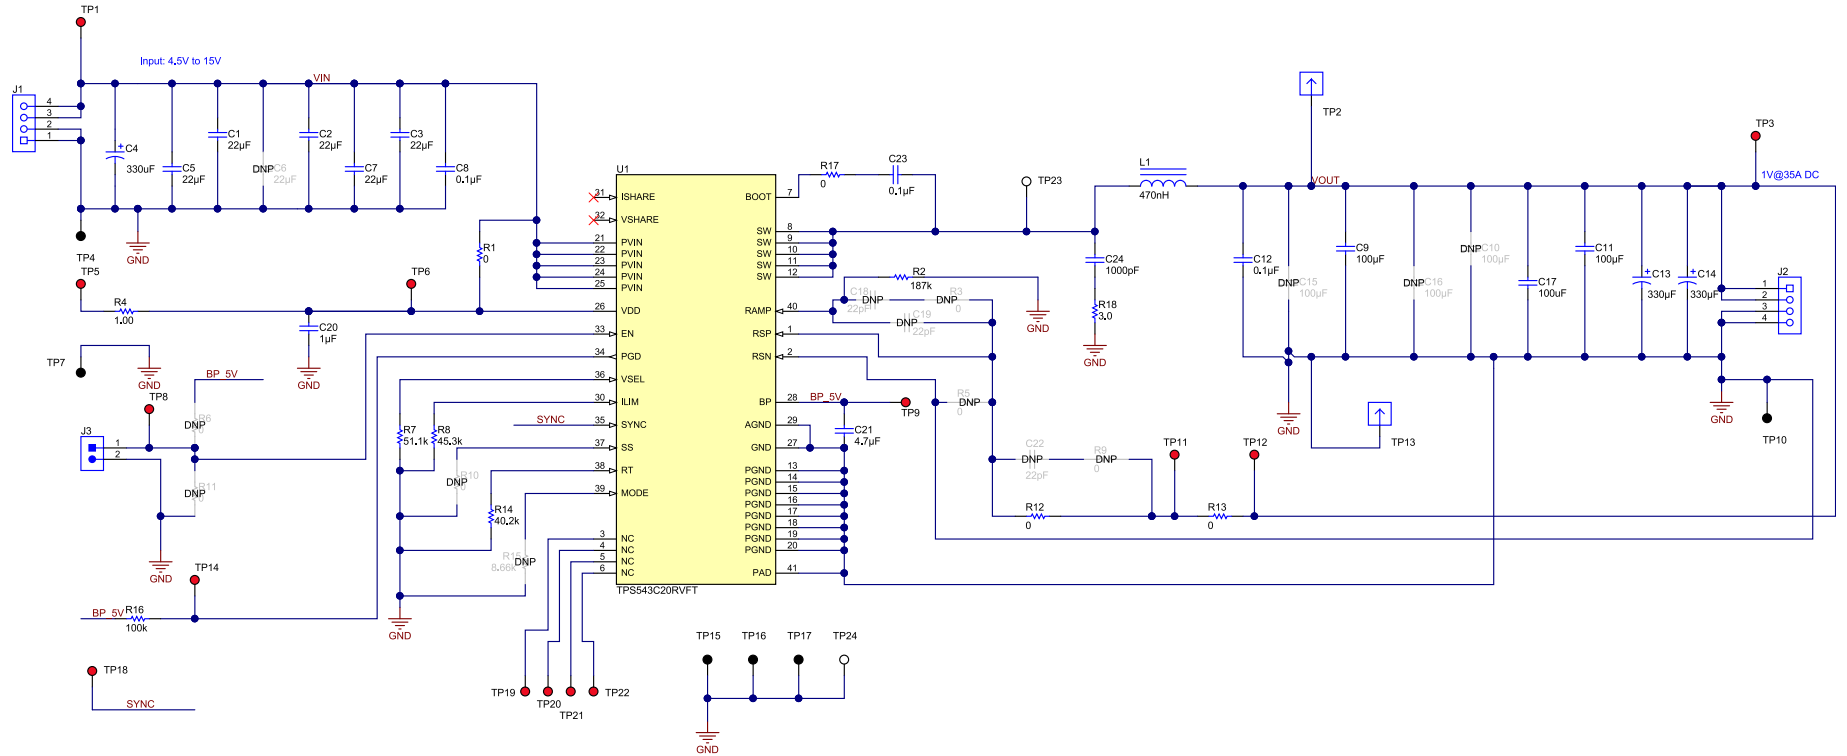 TP1
Input: 4.5V to 15V
VIN
J1
4
3
2
1
C4
330uF
C5
22µF
C1
22µF
DNP
C6
22µF
C2
22µF
C7
22µF
C3
22µF
C8
0.1µF
TP4
GND
TP5
R4
1.00
TP6
R1
0
C20
1µF
GND
TP7
GND
BP_5V
TP8
R6
DNP
0
J3
1
2
R11
DNP
0
GND
TP14
BP_5V
R16
100k
TP18
SYNC
SYNC
R7
51.1k
R8
45.3k
R10
DNP
0
R14
40.2k
R15
DNP
8.66k
GND
TP19
TP20
TP21
TP22
U1
31
ISHARE
32
VSHARE
21
PVIN
22
PVIN
23
PVIN
24
PVIN
25
PVIN
26
VDD
33
EN
34
PGD
36
VSEL
30
ILIM
35
SYNC
37
SS
38
RT
39
MODE
3
NC
4
NC
5
NC
6
NC
BOOT
7
SW
8
SW
9
SW
10
SW
11
SW
12
RAMP
40
RSP
1
RSN
2
BP
28
AGND
29
GND
27
PGND
13
PGND
14
PGND
15
PGND
16
PGND
17
PGND
18
PGND
19
PGND
20
PAD
41
TPS543C20RVFT
R17
0
C23
0.1µF
TP23
R2
187k
C18
DNP
22pF
R3
DNP
0
C19
DNP
22pF
GND
C24
1000pF
R18
3.0
GND
BP_5V
TP9
C21
4.7µF
R5
DNP
0
C22
DNP
22pF
R9
DNP
0
R12
0
TP11
R13
0
TP12
L1
470nH
TP2
VOUT
TP3
1V@35A DC
C12
0.1µF
C15
DNP
100µF
C9
100µF
C16
DNP
100µF
C10
DNP
100µF
C17
100uF
C11
100µF
C13
330µF
C14
330µF
J2
1
2
3
4
GND
TP13
GND
TP10
TP15
TP16
TP17
TP24
GND